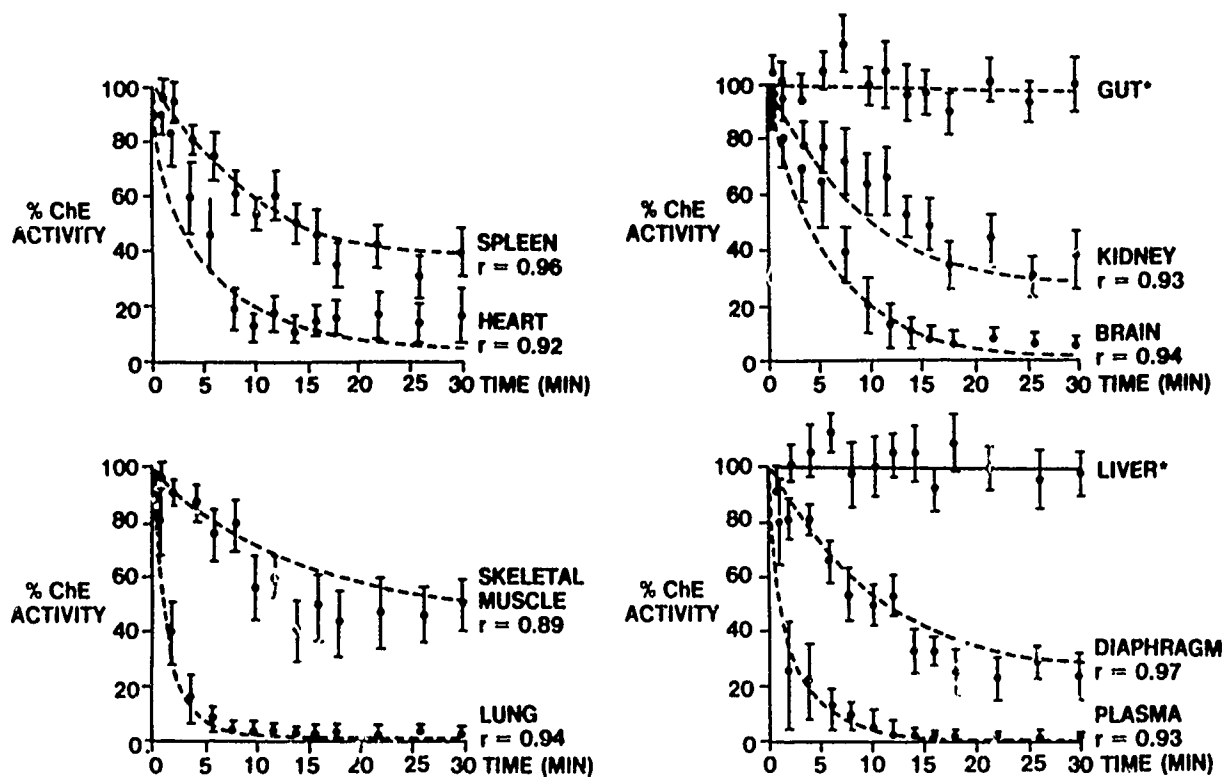 100
80
60
40
20
0
% ChE
ACTIVITY
SPLEEN
r = 0.96
HEART
r = 0.92
0 5 10 15 20 25 30 TIME (MIN)
100
80
60
40
20
0
% ChE
ACTIVITY
GUT*
KIDNEY
r = 0.93
BRAIN
r = 0.94
0 5 10 15 20 25 30 TIME (MIN)
100
80
60
40
20
0
% ChE
ACTIVITY
SKELETAL
MUSCLE
r = 0.89
LUNG
r = 0.94
0 5 10 15 20 25 30 TIME (MIN)
100
80
60
40
20
0
% ChE
ACTIVITY
LIVER*
DIAPHRAGM
r = 0.97
PLASMA
r = 0.93
0 5 10 15 20 25 30 TIME (MIN)